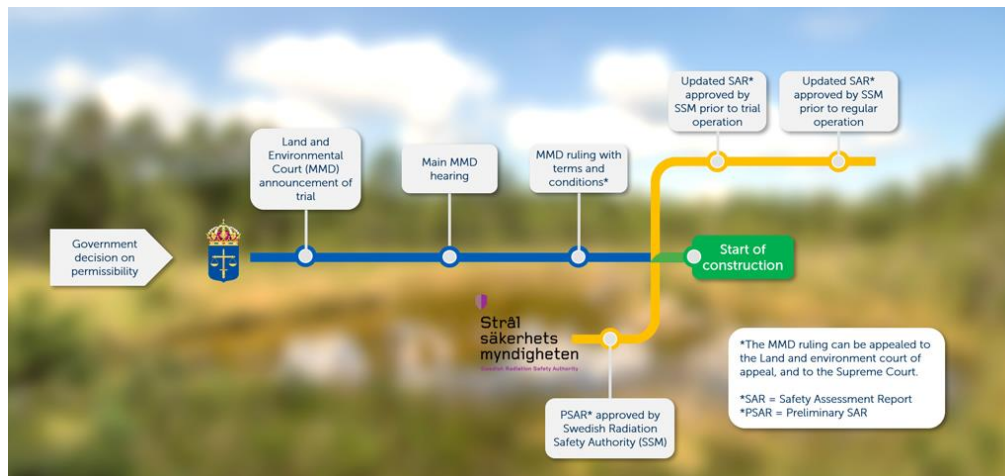 Updated SAR*
approved by
SSM prior to trial
operation
Updated SAR*
approved by SSM
prior to regular
operation
Land and
Environmental
Court (MMD)
announcement of
trial
Main MMD
hearing
MMD ruling with
terms and
conditions*
Government
decision on
permissibility
Start of
construction
Strål
säkerhets
myndigheten
Swedish Radiation Safety Authority
PSAR* approved by
Swedish Radiation
Safety Authority (SSM)
*The MMD ruling can be appealed to
the Land and environment court of
appeal, and to the Supreme Court.
*SAR = Safety Assessment Report
*PSAR = Preliminary SAR